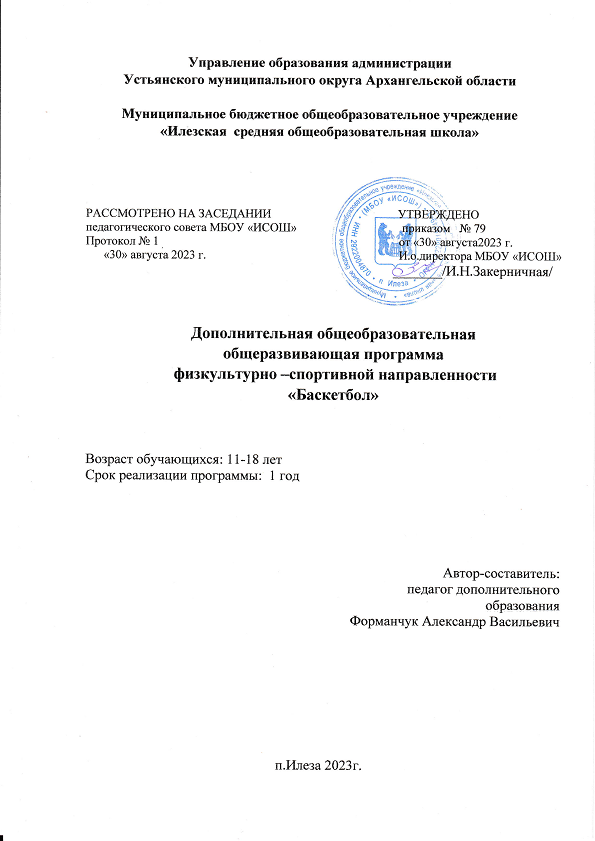 Управление образования администрации
Устьянского муниципального округа Архангельской области
Муниципальное бюджетное общеобразовательное учреждение
«Илезская средняя общеобразовательная школа»
РАССМОТРЕНО НА ЗАСЕДАНИИ
педагогического совета МБОУ «ИСОШ»
Протокол № 1
«30» августа 2023 г.
УТВЕРЖДЕНО
приказом № 79
от «30» августа2023 г.
И.о.директора МБОУ «ИСОШ»
/И.Н.Закерничная/
(МБОУ «ИСОШ»)
п Илеза
Дополнительная общеобразовательная
общеразвивающая программа
физкультурно –спортивной направленности
«Баскетбол»
Возраст обучающихся: 11-18 лет
Срок реализации программы: 1 год
Автор-составитель:
педагог дополнительного
образования
Форманчук Александр Васильевич
п.Илеза 2023г.